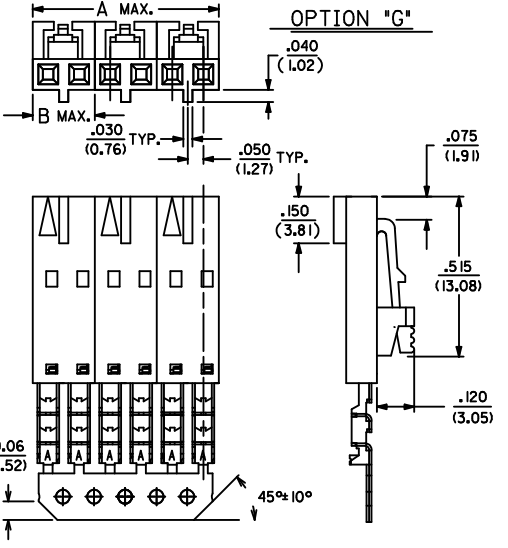 A MAX.
OPTION "G"
.040
(1.02)
B MAX.
.030
(0.76)
TYP.
.050
(1.27)
TYP.
.075
(1.91)
.150
(3.81)
.515
(13.08)
.120
(3.05)
A A A A A A
45°±10°